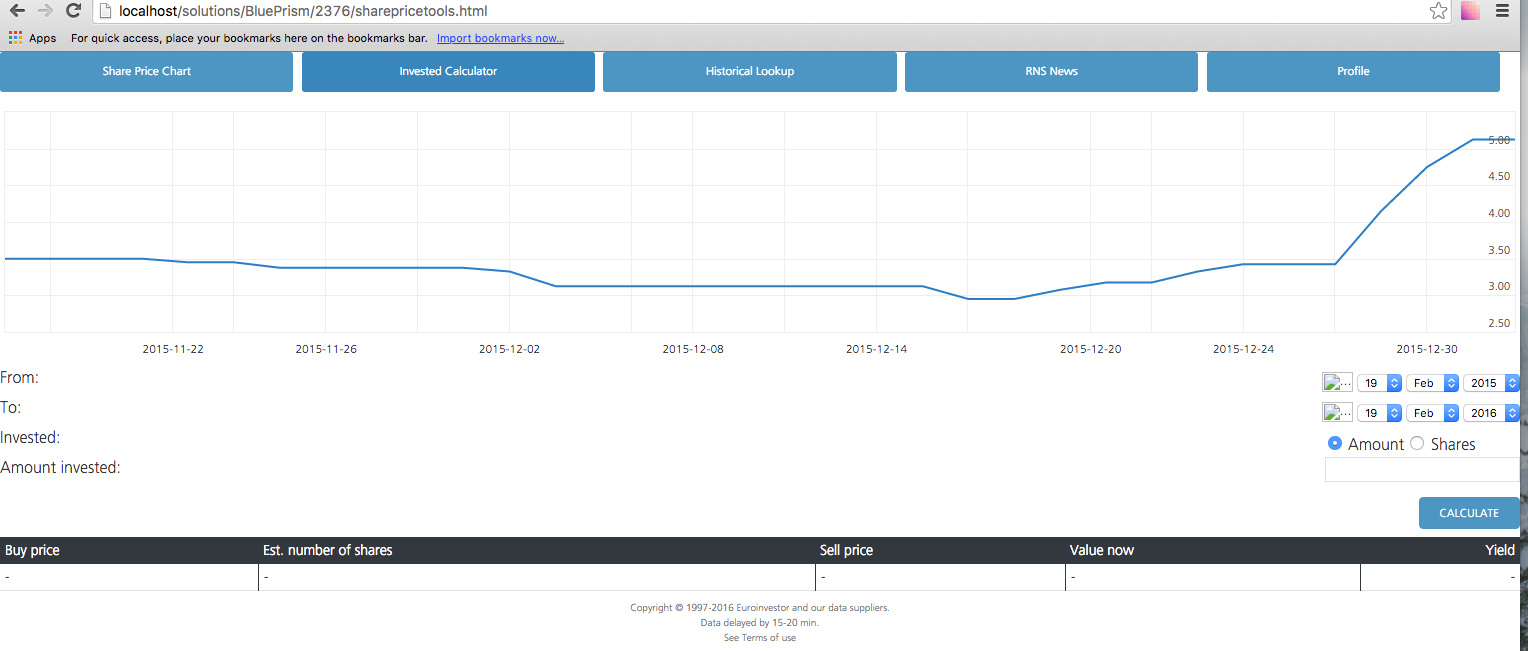 localhost/solutions/BluePrism/2376/sharepricetools.html
Apps For quick access, place your bookmarks here on the bookmarks bar. Import bookmarks now...
Share Price Chart Invested Calculator Historical Lookup RNS News Profile
5.00
4.50
4.00
3.50
3.00
2.50
2015-11-22 2015-11-26 2015-12-02 2015-12-08 2015-12-14 2015-12-20 2015-12-24 2015-12-30
From: ... 19 Feb 2015
To: ... 19 Feb 2016
Invested: Amount Shares
Amount invested:
CALCULATE
Buy price Est. number of shares Sell price Value now Yield
- - - - -
Copyright © 1997-2016 Euroinvestor and our data suppliers.
Data delayed by 15-20 min.
See Terms of use